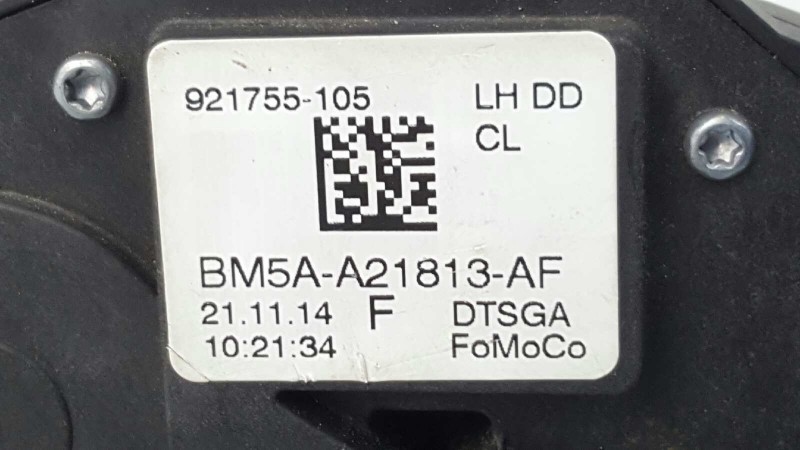 921755-105 LH DD
CL
BM5A-A21813-AF
21.11.14 F DTSGA
10:21:34 FoMoCo